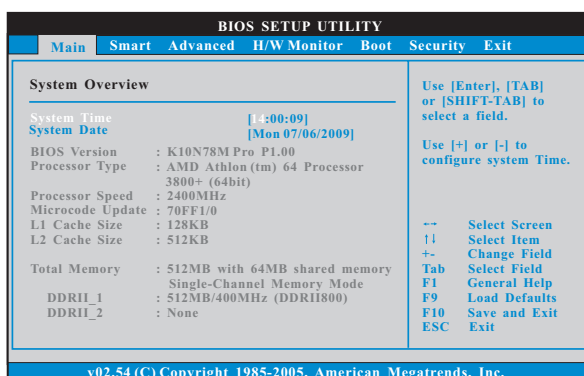 BIOS SETUP UTILITY
Main Smart Advanced H/W Monitor Boot Security Exit
System Overview
System Time [14:00:09]
System Date [Mon 07/06/2009]
BIOS Version : K10N78M Pro P1.00
Processor Type : AMD Athlon (tm) 64 Processor
3800+ (64bit)
Processor Speed : 2400MHz
Microcode Update : 70FF1/0
L1 Cache Size : 128KB
L2 Cache Size : 512KB
Total Memory : 512MB with 64MB shared memory
Single-Channel Memory Mode
DDRII_1 : 512MB/400MHz (DDRII800)
DDRII_2 : None
Use [Enter], [TAB]
or [SHIFT-TAB] to
select a field.
Use [+] or [-] to
configure system Time.
←→ Select Screen
↑↓ Select Item
+- Change Field
Tab Select Field
F1 General Help
F9 Load Defaults
F10 Save and Exit
ESC Exit
v02.54 (C) Copyright 1985-2005, American Megatrends, Inc.